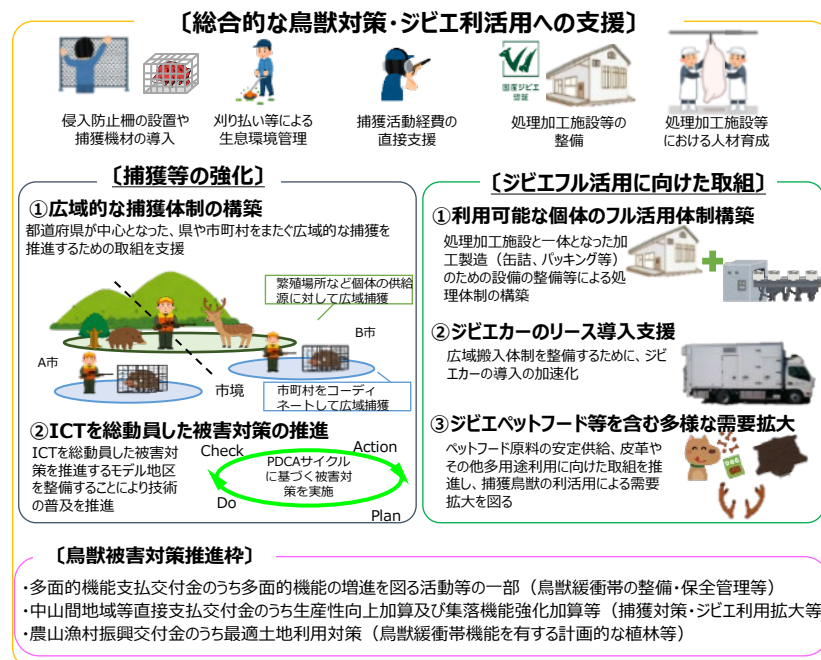 〔総合的な鳥獣対策・ジビエ利活用への支援〕
侵入防止柵の設置や
捕獲機材の導入
刈り払い等による
生息環境管理
捕獲活動経費の
直接支援
国産ジビエ
認証
処理加工施設等の
整備
処理加工施設等
における人材育成
〔捕獲等の強化〕
①広域的な捕獲体制の構築
都道府県が中心となった、県や市町村をまたぐ広域的な捕獲を
推進するための取組を支援
繁殖場所など個体の供給
源に対して広域捕獲
A市
B市
市境
市町村をコーディ
ネートして広域捕獲
②ICTを総動員した被害対策の推進
ICTを総動員した被害対
策を推進するモデル地区
を整備することにより技術
の普及を推進
Check
Action
PDCAサイクル
に基づく被害対
策を実施
Do
Plan
〔ジビエフル活用に向けた取組〕
①利用可能な個体のフル活用体制構築
処理加工施設と一体となった加
工製造（缶詰、パッキング等）
のための設備の整備等による処
理体制の構築
②ジビエカーのリース導入支援
広域搬入体制を整備するために、ジビ
エカーの導入の加速化
③ジビエペットフード等を含む多様な需要拡大
ペットフード原料の安定供給、皮革や
その他多用途利用に向けた取組を推
進し、捕獲鳥獣の利活用による需要
拡大を図る
〔鳥獣被害対策推進枠〕
・多面的機能支払交付金のうち多面的機能の増進を図る活動等の一部（鳥獣緩衝帯の整備・保全管理等）
・中山間地域等直接支払交付金のうち生産性向上加算及び集落機能強化加算等（捕獲対策・ジビエ利用拡大等
・農山漁村振興交付金のうち最適土地利用対策（鳥獣緩衝帯機能を有する計画的な植林等）